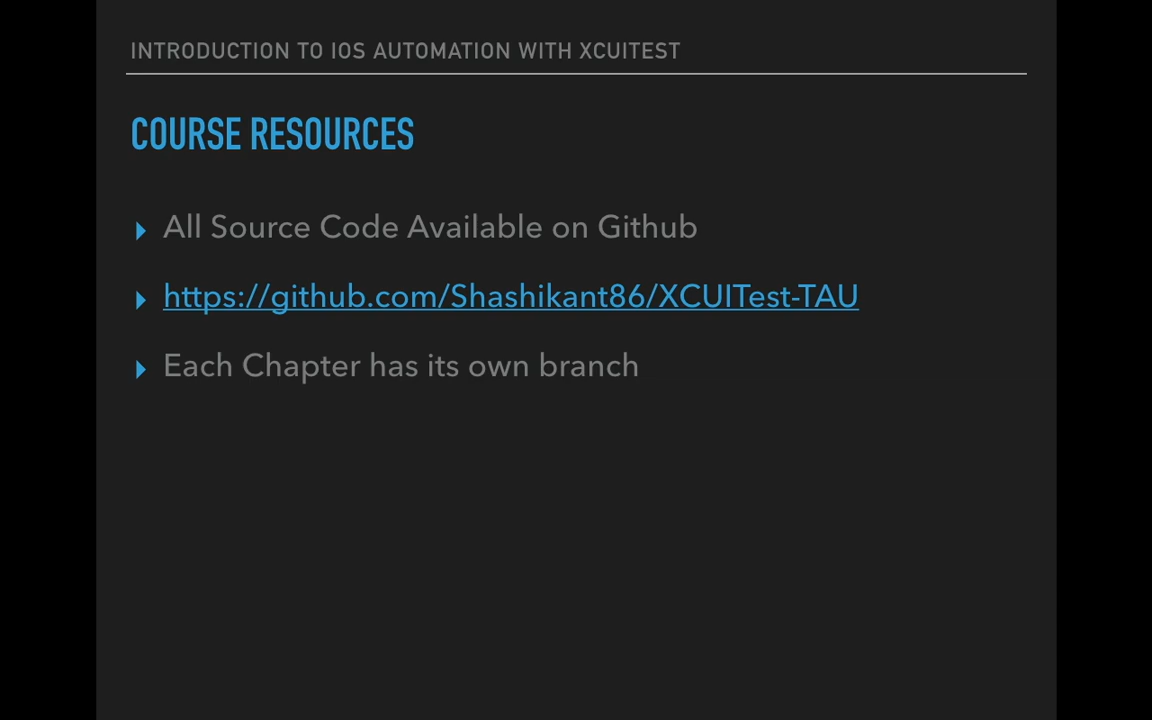 INTRODUCTION TO IOS AUTOMATION WITH XCUITEST
COURSE RESOURCES
All Source Code Available on Github
https://github.com/Shashikant86/XCUITest-TAU
Each Chapter has its own branch